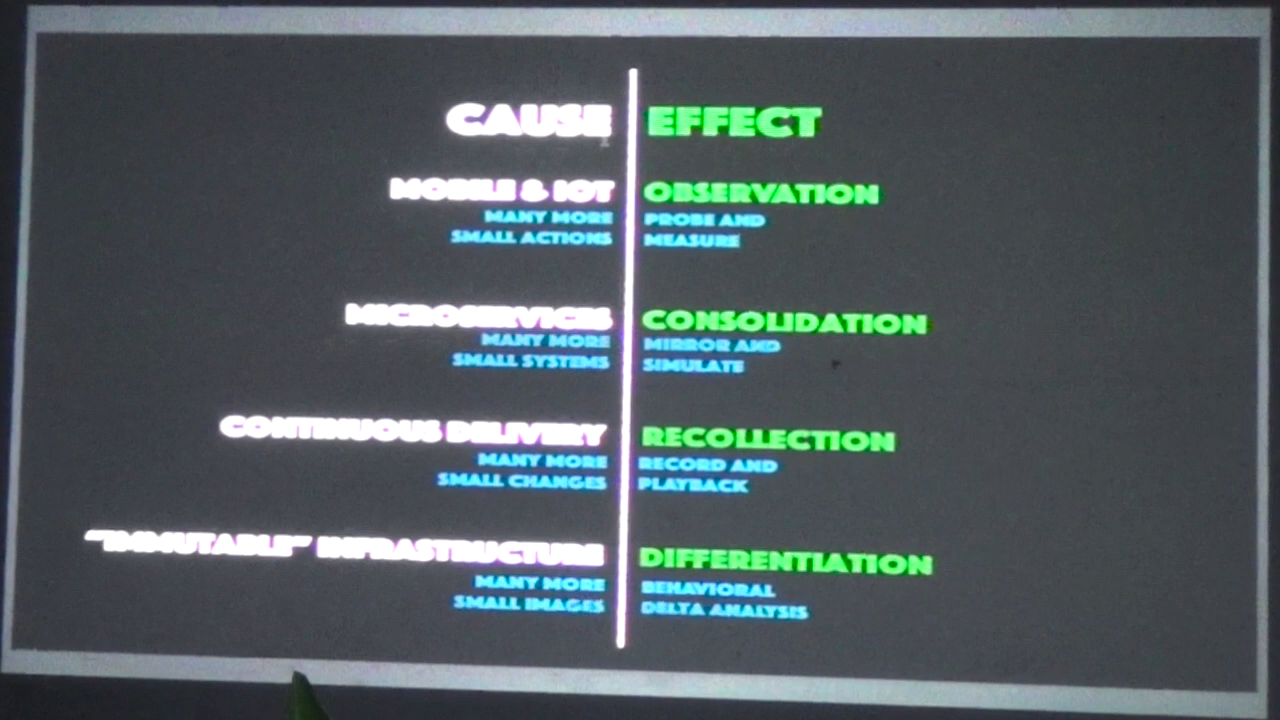 CAUSE
EFFECT
MOBILE & IOT
MANY MORE
SMALL ACTIONS
OBSERVATION
PROBE AND
MEASURE
MICROSERVICES
MANY MORE
SMALL SYSTEMS
CONSOLIDATION
MIRROR AND
SIMULATE
CONTINUOUS DELIVERY
MANY MORE
SMALL CHANGES
RECOLLECTION
RECORD AND
PLAYBACK
"IMMUTABLE" INFRASTRUCTURE
MANY MORE
SMALL IMAGES
DIFFERENTIATION
BEHAVIORAL
DELTA ANALYSIS